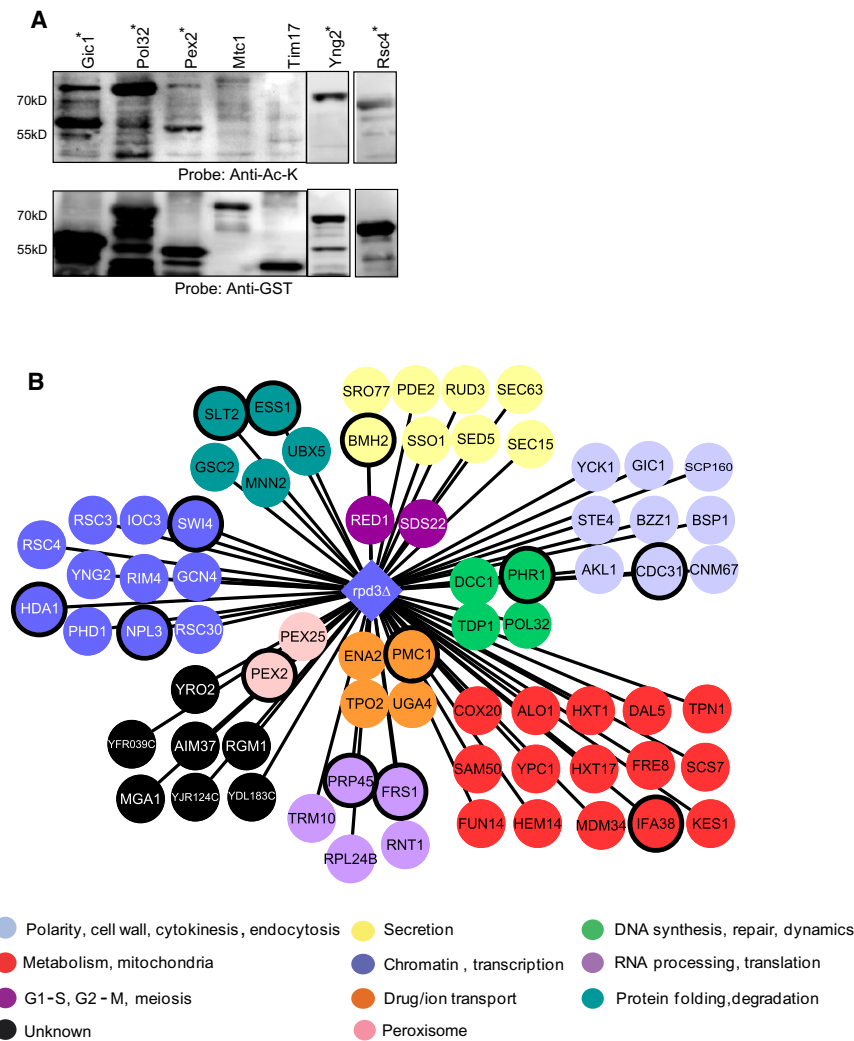 A
Gic1*
Pol32*
Pex2*
Mtc1
Tim17
Yng2*
Rsc4*
70kD
55kD
Probe: Anti-Ac-K
70kD
55kD
Probe: Anti-GST
B
SRO77 PDE2 RUD3 SEC63
SLT2 ESS1
BMH2 SSO1 SED5 SEC15
UBX5
GSC2 MNN2
YCK1 GIC1 SCP160
RED1 SDS22
STE4 BZZ1 BSP1
RSC3 IOC3 SWI4
RSC4
YNG2 RIM4 GCN4
AKL1 CDC31 CNM67
DCC1 PHR1
rpd3Δ
HDA1
PHD1 NPL3 RSC30
TDP1 POL32
PEX25
PEX2
ENA2 PMC1
YRO2
TPO2 UGA4
COX20 ALO1 HXT1 DAL5 TPN1
YFR039C AIM37 RGM1
SAM50 YPC1 HXT17 FRE8 SCS7
MGA1 YJR124C YDL183C
PRP45 FRS1
TRM10
FUN14 HEM14 MDM34 IFA38 KES1
RPL24B RNT1
Polarity, cell wall, cytokinesis, endocytosis
Secretion
DNA synthesis, repair, dynamics
Metabolism, mitochondria
Chromatin , transcription
RNA processing, translation
G1-S, G2-M, meiosis
Drug/ion transport
Protein folding,degradation
Unknown
Peroxisome